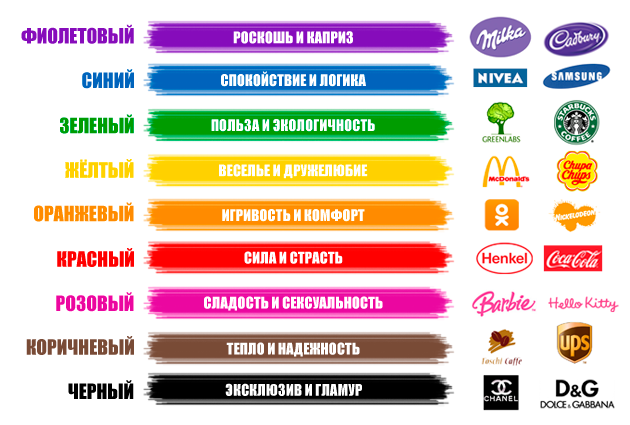 ФИОЛЕТОВЫЙ РОСКОШЬ И КАПРИЗ Milka Cadbury
СИНИЙ СПОКОЙСТВИЕ И ЛОГИКА NIVEA SAMSUNG
ЗЕЛЕНЫЙ ПОЛЬЗА И ЭКОЛОГИЧНОСТЬ GREENLABS STARBUCKS COFFEE
ЖЁЛТЫЙ ВЕСЕЛЬЕ И ДРУЖЕЛЮБИЕ McDonald's Chupa Chups
ОРАНЖЕВЫЙ ИГРИВОСТЬ И КОМФОРТ NICKELODEON
КРАСНЫЙ СИЛА И СТРАСТЬ Henkel Coca-Cola
РОЗОВЫЙ СЛАДОСТЬ И СЕКСУАЛЬНОСТЬ Barbie Hello Kitty
КОРИЧНЕВЫЙ ТЕПЛО И НАДЕЖНОСТЬ Caffe ups
ЧЕРНЫЙ ЭКСКЛЮЗИВ И ГЛАМУР CHANEL D&G
DOLCE & GABBANA